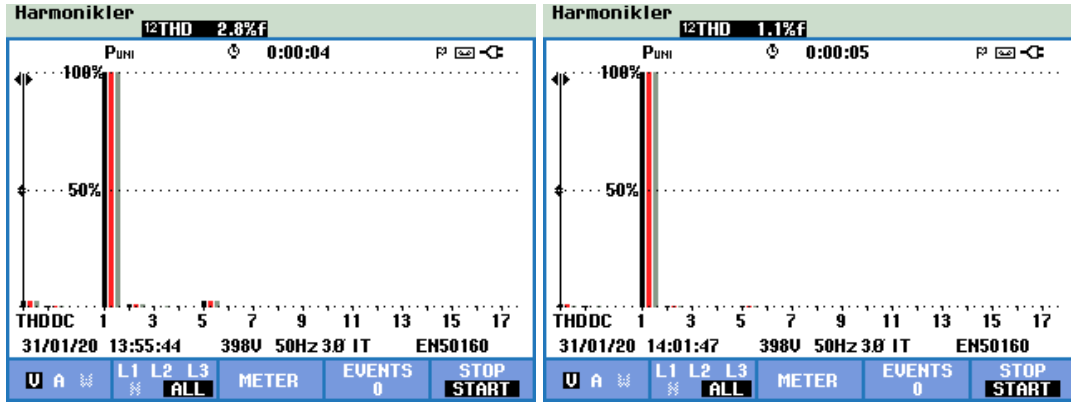 Harmonikler
12THD 2.8%f
PUNI 0:00:04
100%
50%
THD DC 1 3 5 7 9 11 13 15 17
31/01/20 13:55:44 398V 50Hz 3Ø IT EN50160
V A W L1 L2 L3 N ALL METER EVENTS 0 STOP START
Harmonikler
12THD 1.1%f
PUNI 0:00:05
100%
50%
THD DC 1 3 5 7 9 11 13 15 17
31/01/20 14:01:47 398V 50Hz 3Ø IT EN50160
V A W L1 L2 L3 N ALL METER EVENTS 0 STOP START